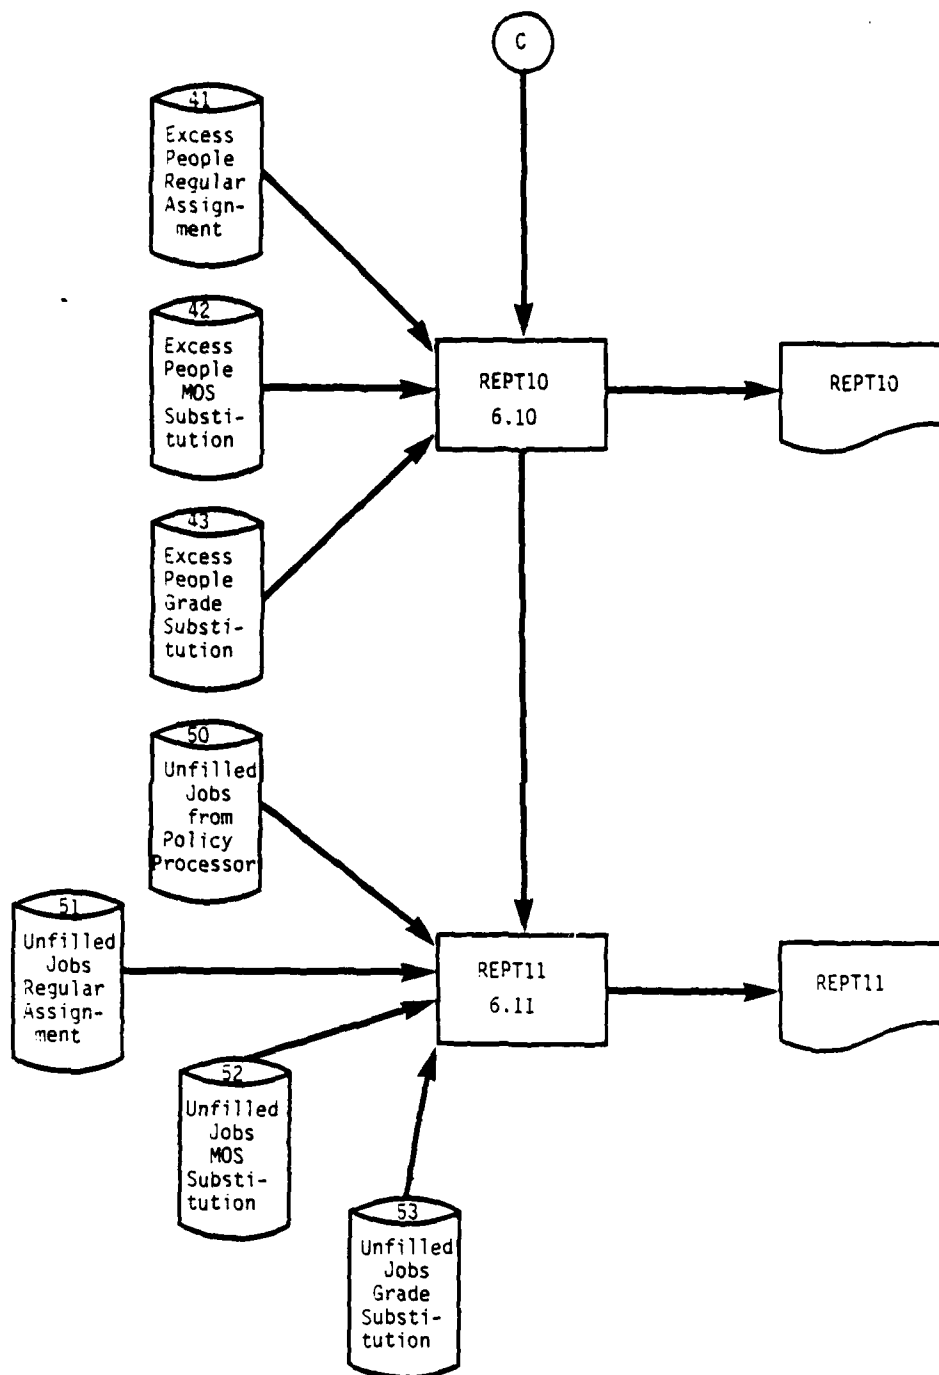 C
41
Excess
People
Regular
Assign-
ment
42
Excess
People
MOS
Substi-
tution
REPT10
6.10
REPT10
43
Excess
People
Grade
Substi-
tution
50
Unfilled
Jobs
from
Policy
Processor
51
Unfilled
Jobs
Regular
Assign-
ment
REPT11
6.11
REPT11
52
Unfilled
Jobs
MOS
Substi-
tution
53
Unfilled
Jobs
Grade
Substi-
tution